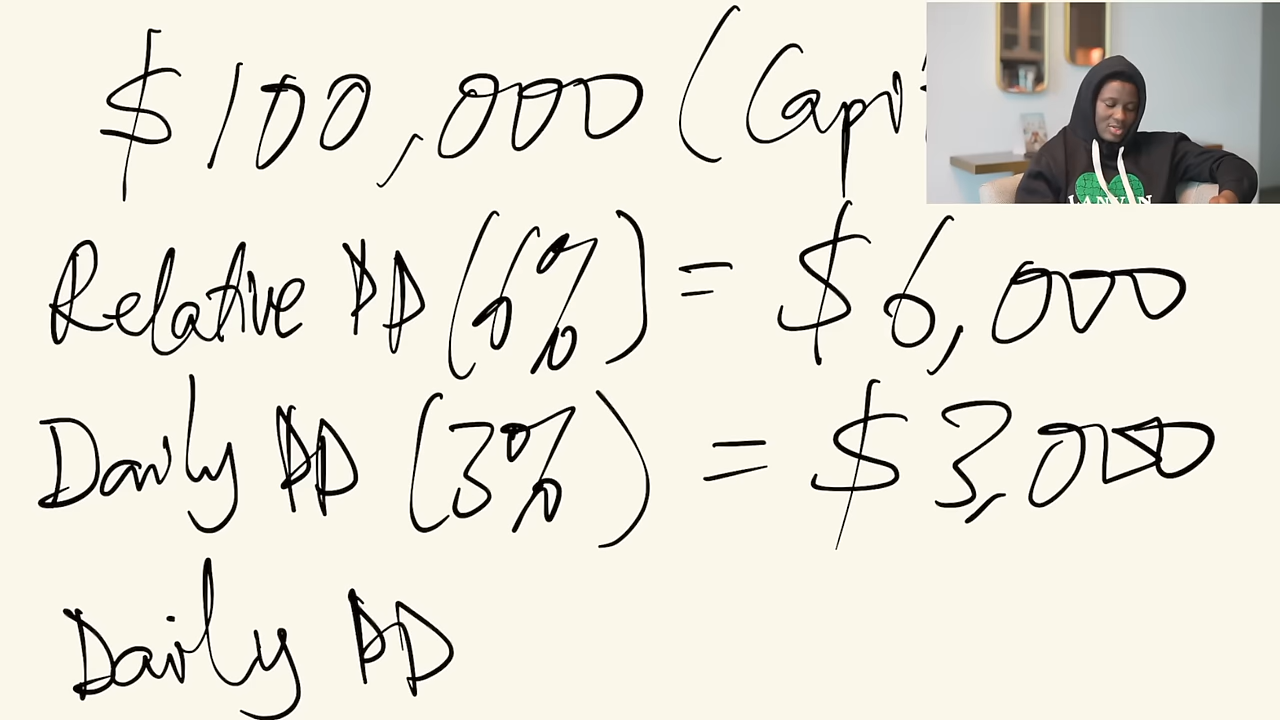 $100,000 (Capi
Relative DD (6%) = $6,000
Daily DD (3%) = $3,000
Daily DD